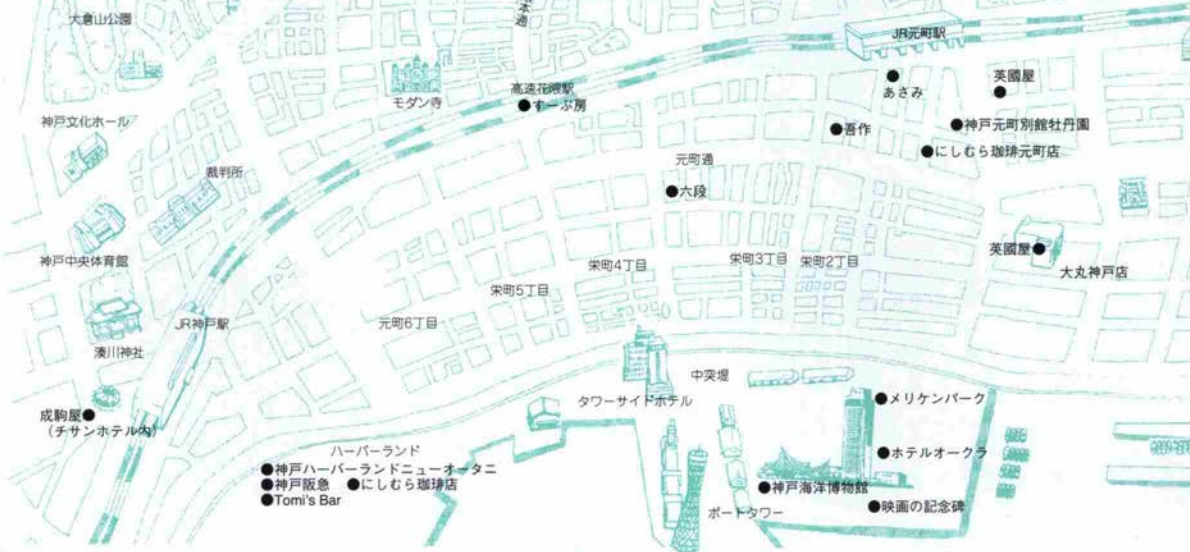 大倉山公園
本通
JR元町駅
高速花隈駅
●すーぷ房
モダン寺
あさみ
英國屋
神戸文化ホール
●吾作
●神戸元町別館牡丹園
●にしむら珈琲元町店
裁判所
元町通
●六段
神戸中央体育館
栄町4丁目
栄町3丁目
栄町2丁目
英國屋●
大丸神戸店
栄町5丁目
元町6丁目
JR神戸駅
湊川神社
中突堤
タワーサイドホテル
●メリケンパーク
成駒屋●
(チサンホテル内)
ハーバーランド
●神戸ハーバーランドニューオータニ
●神戸阪急 ●にしむら珈琲店
●Tomi's Bar
●ホテルオークラ
●神戸海洋博物館
ポートタワー
●映画の記念碑